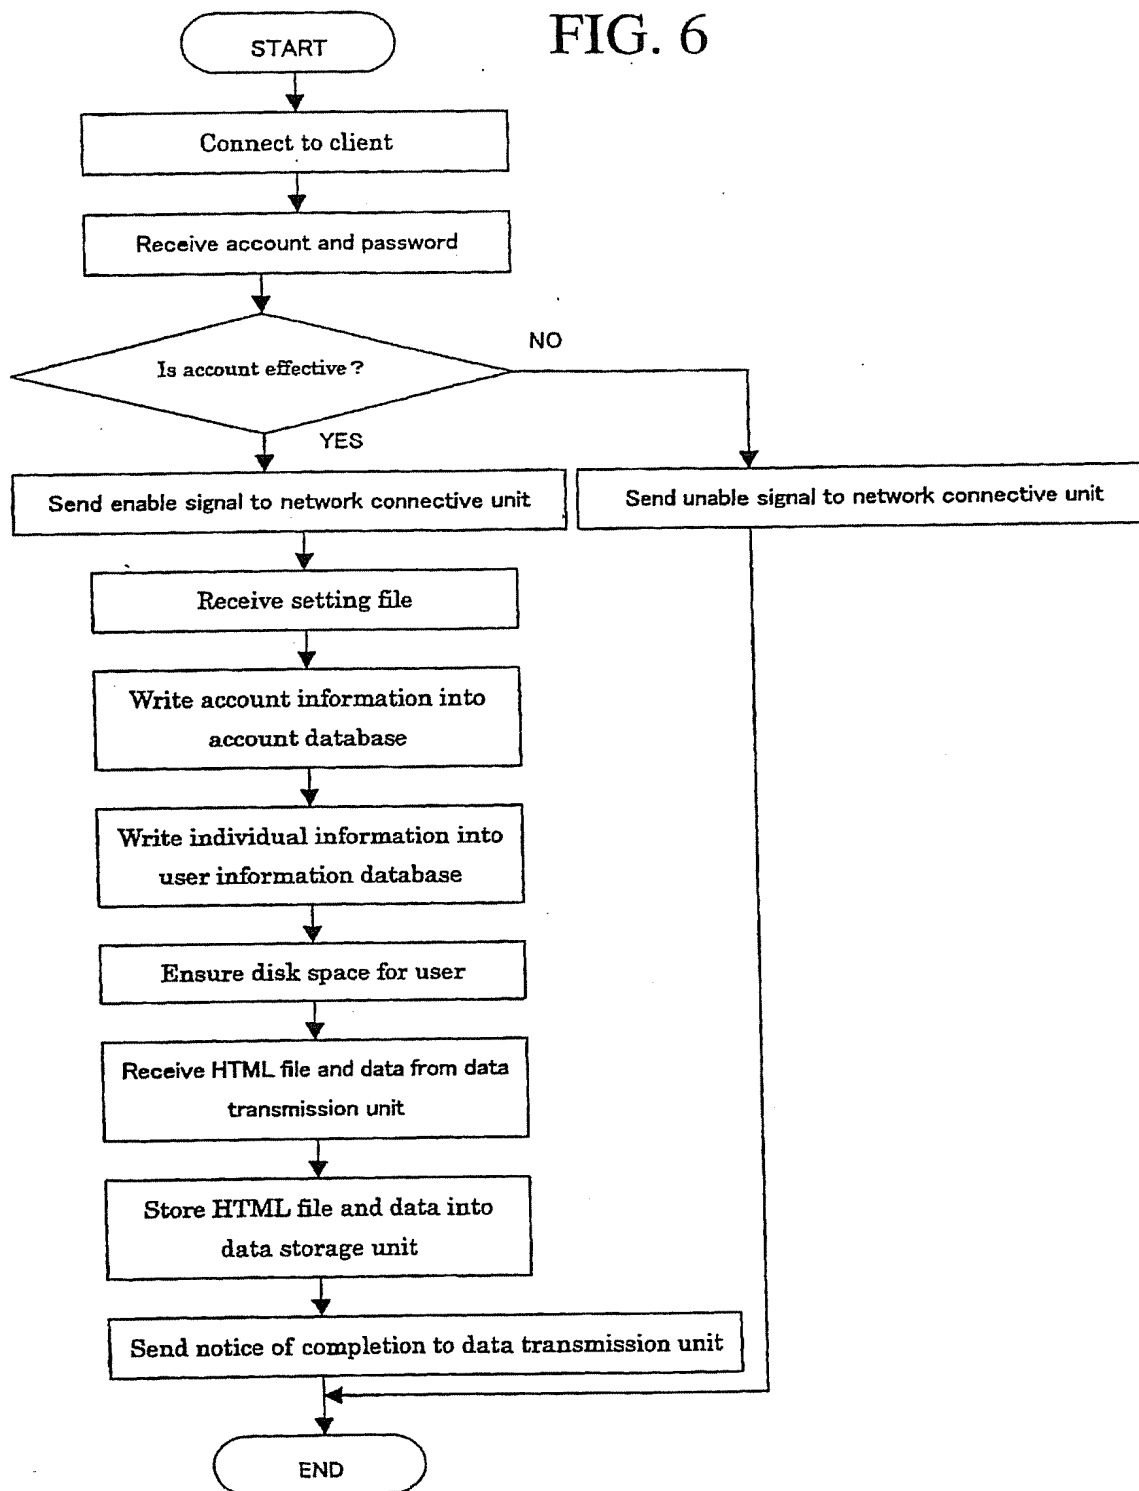 FIG. 6
START
Connect to client
Receive account and password
Is account effective ?
NO
YES
Send enable signal to network connective unit
Send unable signal to network connective unit
Receive setting file
Write account information into
account database
Write individual information into
user information database
Ensure disk space for user
Receive HTML file and data from data
transmission unit
Store HTML file and data into
data storage unit
Send notice of completion to data transmission unit
END